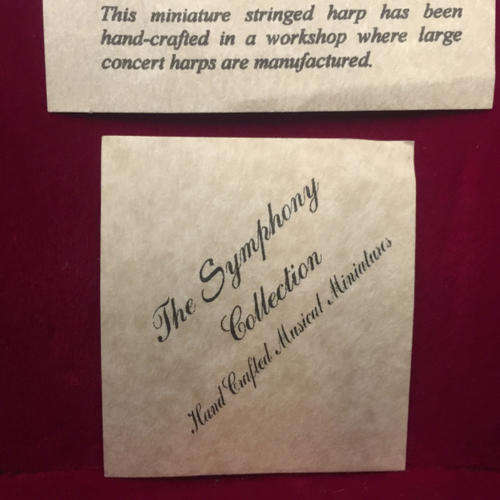 This miniature stringed harp has been
hand-crafted in a workshop where large
concert harps are manufactured.
The Symphony
Collection
Hand Crafted Musical Miniatures